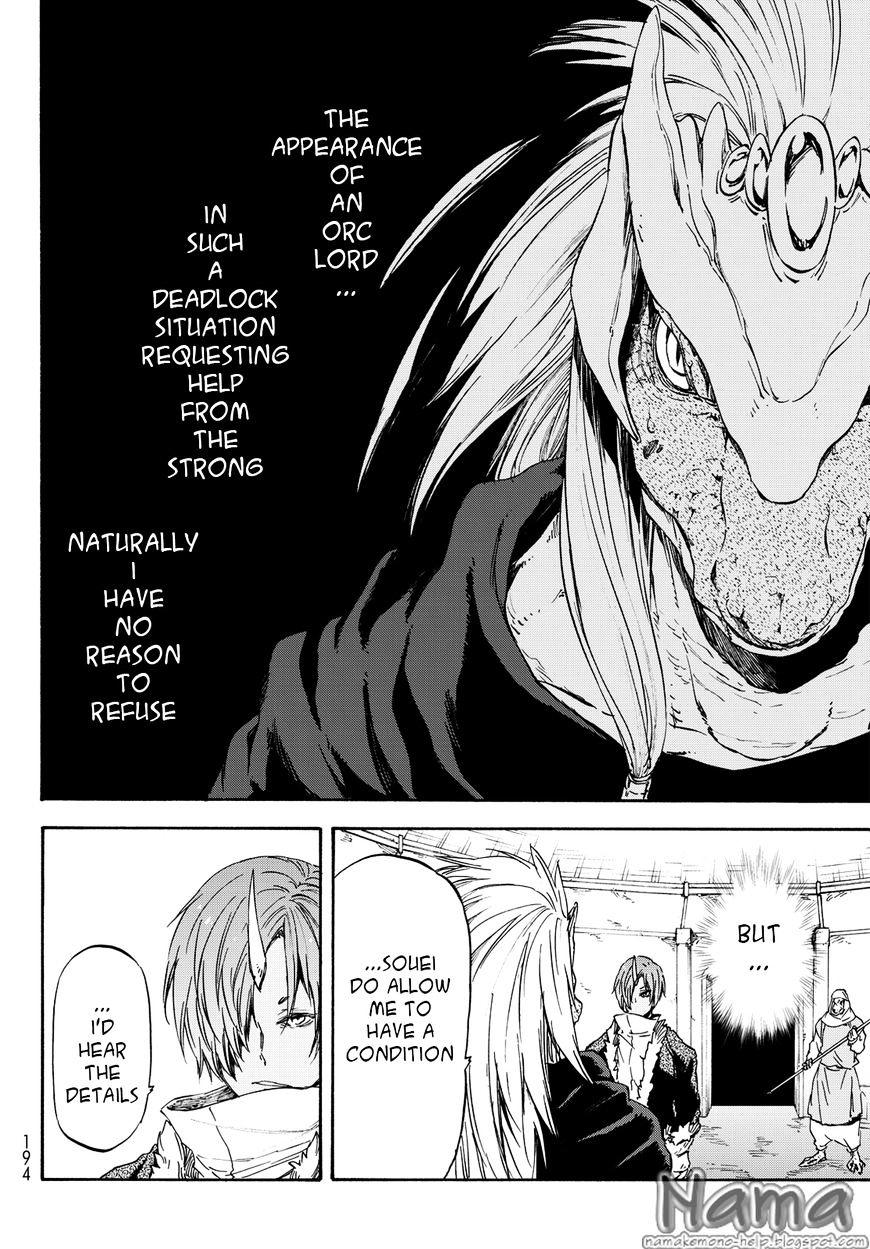 THE
APPEARANCE
OF
AN
ORC
LORD
...
IN
SUCH
A
DEADLOCK
SITUATION
REQUESTING
HELP
FROM
THE
STRONG
NATURALLY
I
HAVE
NO
REASON
TO
REFUSE
BUT
...
...SOUEI
DO ALLOW
ME TO
HAVE A
CONDITION
...
I'D
HEAR
THE
DETAILS
194
Nama
namakemono-help.blogspot.com